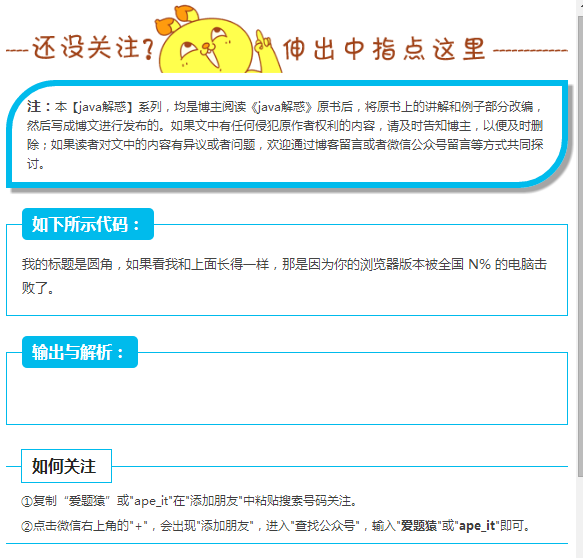 还没关注?伸出中指点这里
注：本【java解惑】系列，均是博主阅读《java解惑》原书后，将原书上的讲解和例子部分改编，
然后写成博文进行发布的。如果文中有任何侵犯原作者权利的内容，请及时告知博主，以便及时删
除；如果读者对文中的内容有异议或者问题，欢迎通过博客留言或者微信公众号留言等方式共同探
讨。
如下所示代码：
我的标题是圆角，如果看我和上面长得一样，那是因为你的浏览器版本被全国 N% 的电脑击
败了。
输出与解析：
如何关注
①复制“爱题猿”或"ape_it"在"添加朋友"中粘贴搜索号码关注。
②点击微信右上角的"+"，会出现"添加朋友"，进入"查找公众号"，输入"爱题猿"或"ape_it"即可。